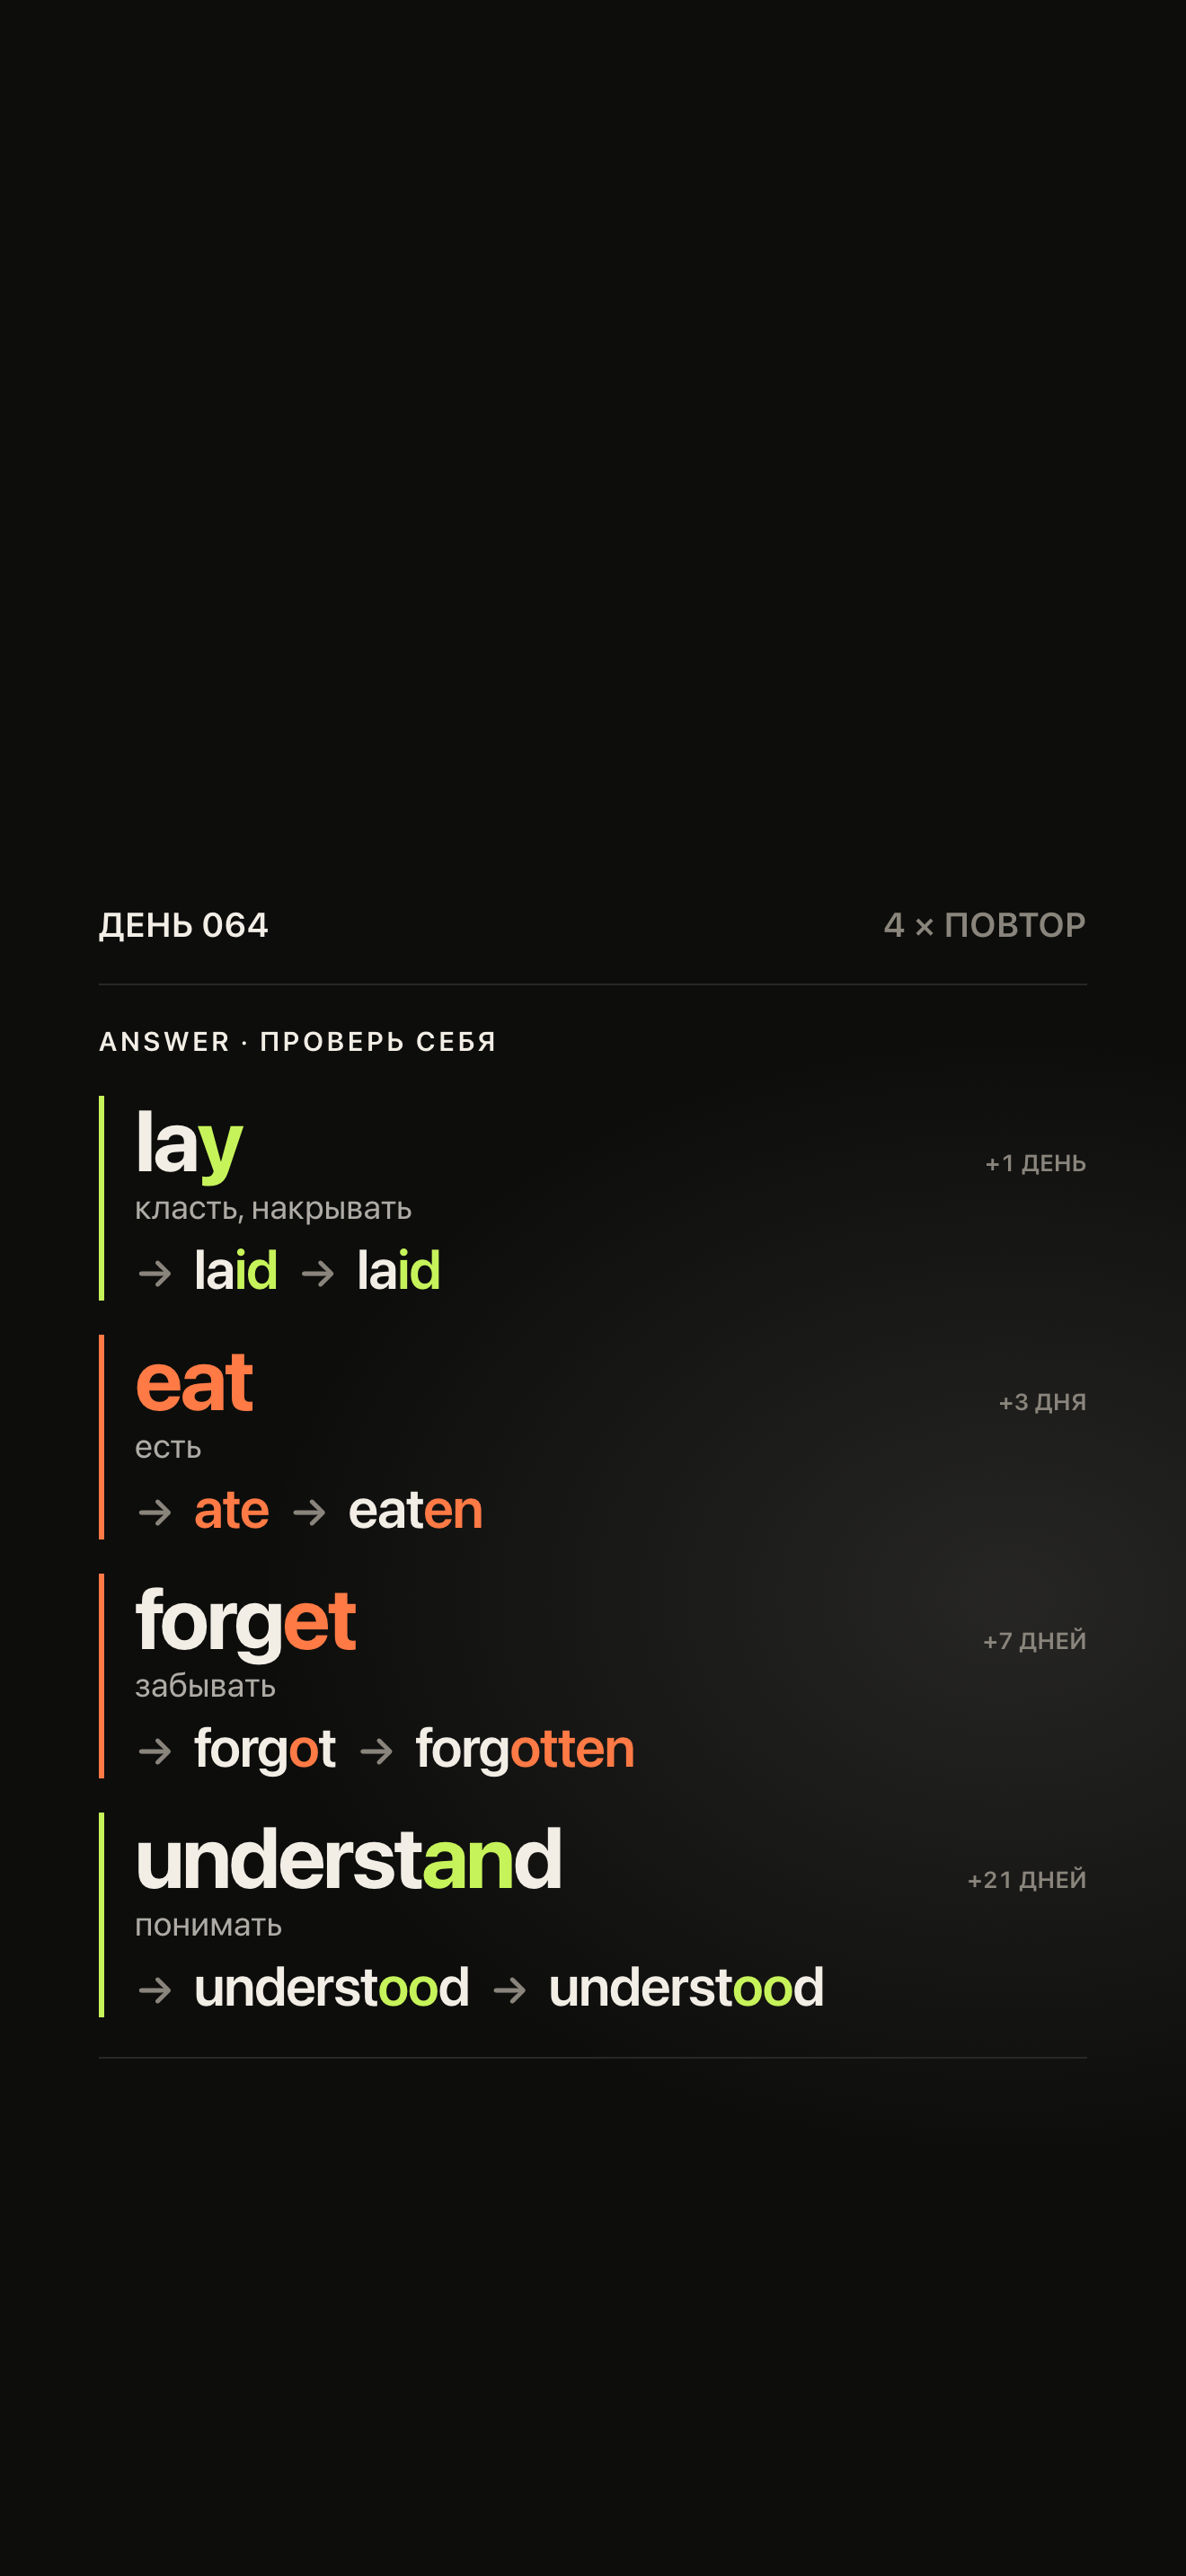 ДЕНЬ 064 4 × ПОВТОР
ANSWER · ПРОВЕРЬ СЕБЯ
lay +1 ДЕНЬ
класть, накрывать
→ laid → laid
eat +3 ДНЯ
есть
→ ate → eaten
forget +7 ДНЕЙ
забывать
→ forgot → forgotten
understand +21 ДНЕЙ
понимать
→ understood → understood